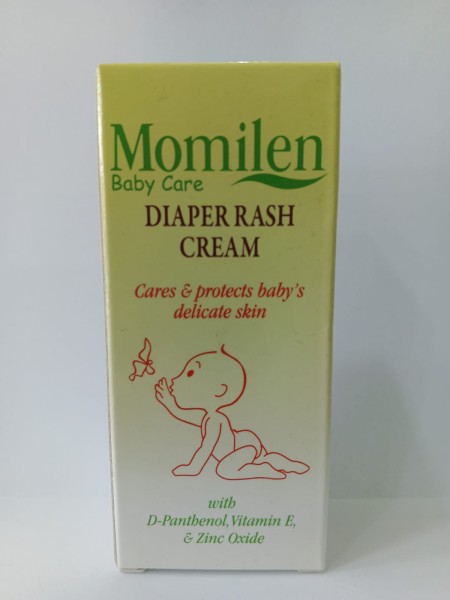 Momilen
Baby Care
DIAPER RASH
CREAM
Cares & protects baby's
delicate skin
with
D-Panthenol, Vitamin E,
& Zinc Oxide